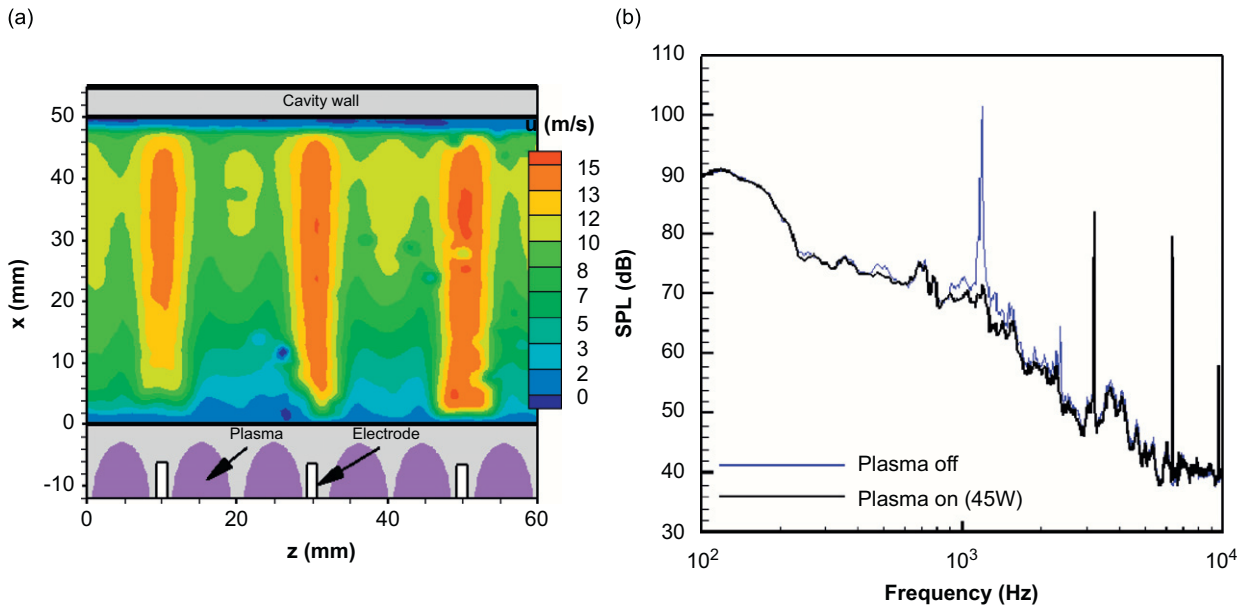 (a)
Cavity wall
50
40
30
20
10
0
-10
x (mm)
u (m/s)
15
13
12
10
8
7
5
3
2
0
Plasma
Electrode
0
20
40
60
z (mm)
(b)
110
100
90
80
70
60
50
40
30
SPL (dB)
Plasma off
Plasma on (45W)
10²
10³
10⁴
Frequency (Hz)